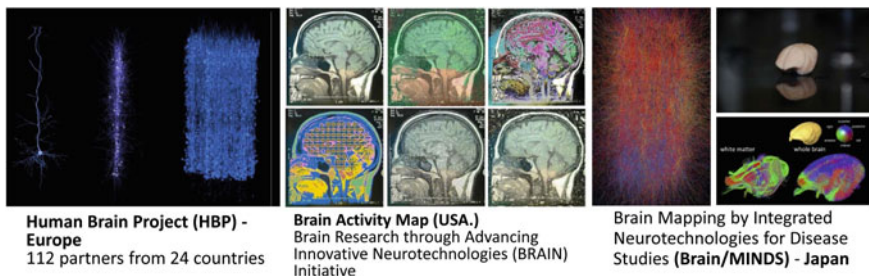 Human Brain Project (HBP) -
Europe
112 partners from 24 countries
Brain Activity Map (USA.)
Brain Research through Advancing
Innovative Neurotechnologies (BRAIN)
Initiative
white matter
whole brain
Brain Mapping by Integrated
Neurotechnologies for Disease
Studies (Brain/MINDS) - Japan